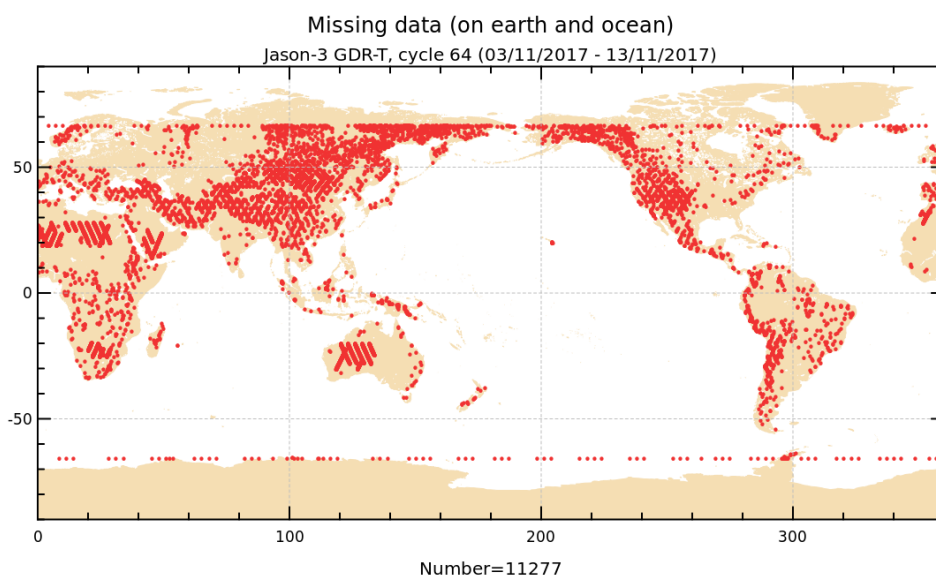 Missing data (on earth and ocean)
Jason-3 GDR-T, cycle 64 (03/11/2017 - 13/11/2017)
50
0
-50
0 100 200 300
Number=11277